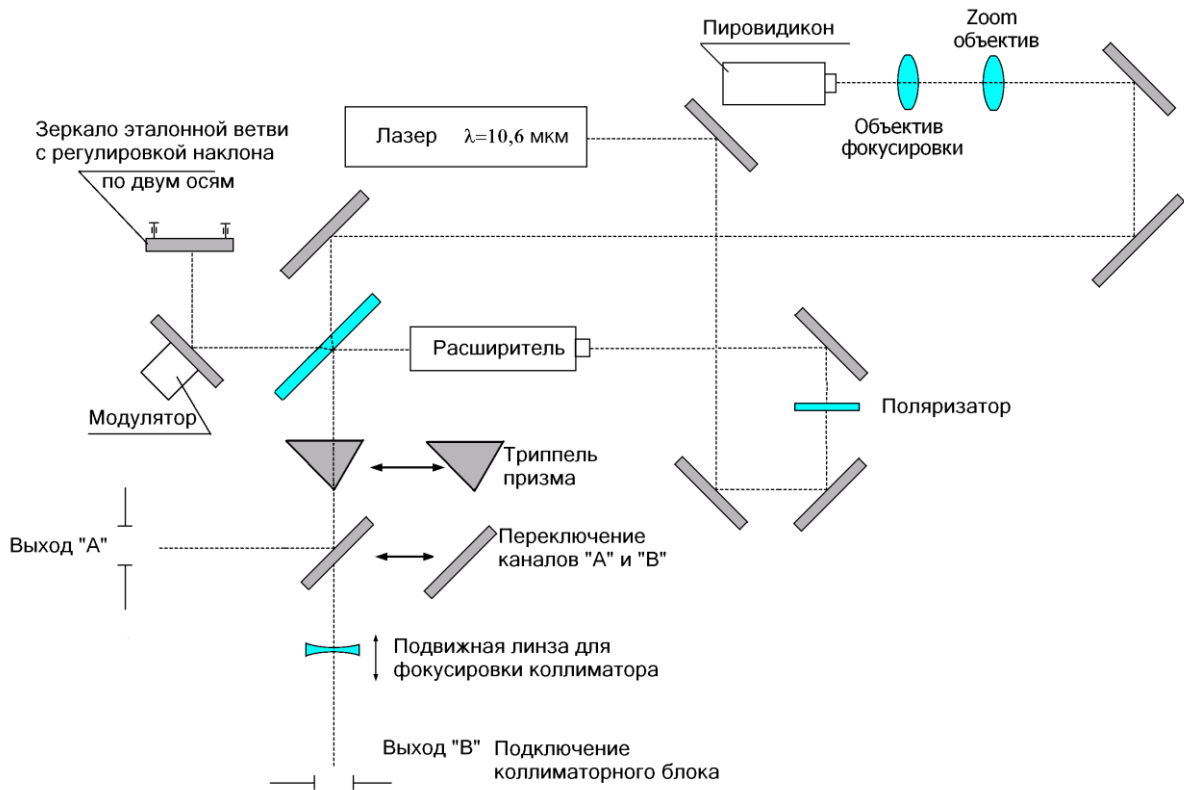 Zoom
объектив
Пировидикон
Объектив
фокусировки
Лазер λ=10,6 мкм
Зеркало эталонной ветви
с регулировкой наклона
по двум осям
Расширитель
Поляризатор
Модулятор
Триппель
призма
Выход "А"
Переключение
каналов "А" и "В"
Подвижная линза для
фокусировки коллиматора
Выход "В" Подключение
коллиматорного блока